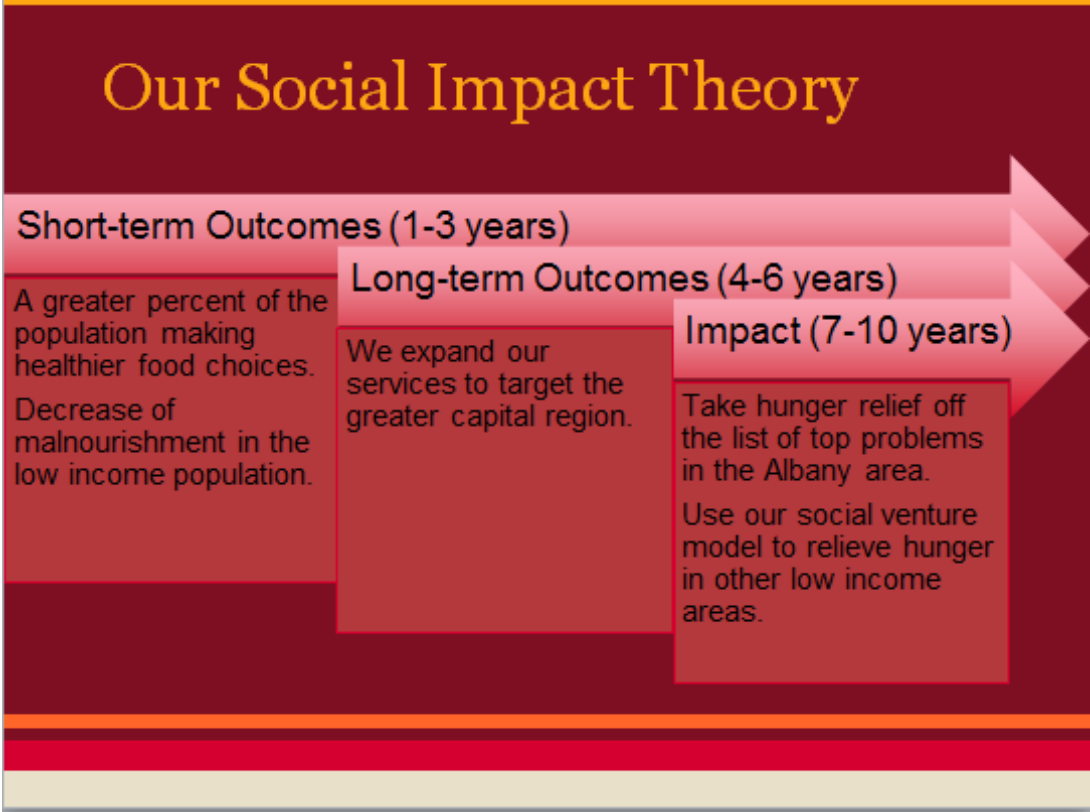 Our Social Impact Theory
Short-term Outcomes (1-3 years)
A greater percent of the
population making
healthier food choices.
Decrease of
malnourishment in the
low income population.
Long-term Outcomes (4-6 years)
We expand our
services to target the
greater capital region.
Impact (7-10 years)
Take hunger relief off
the list of top problems
in the Albany area.
Use our social venture
model to relieve hunger
in other low income
areas.